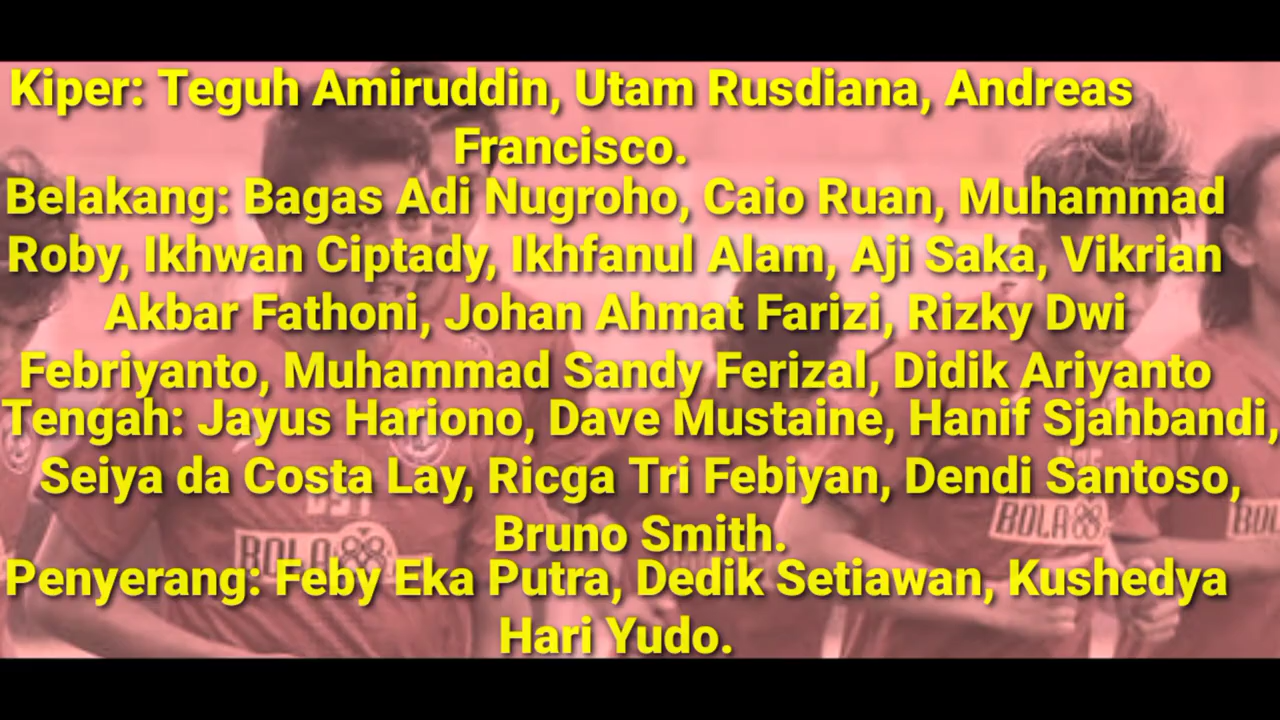 Kiper: Teguh Amiruddin, Utam Rusdiana, Andreas
Francisco.
Belakang: Bagas Adi Nugroho, Caio Ruan, Muhammad
Roby, Ikhwan Ciptady, Ikhfanul Alam, Aji Saka, Vikrian
Akbar Fathoni, Johan Ahmat Farizi, Rizky Dwi
Febriyanto, Muhammad Sandy Ferizal, Didik Ariyanto
Tengah: Jayus Hariono, Dave Mustaine, Hanif Sjahbandi,
Seiya da Costa Lay, Ricga Tri Febiyan, Dendi Santoso,
Bruno Smith.
Penyerang: Feby Eka Putra, Dedik Setiawan, Kushedya
Hari Yudo.
BOLA88
BOLA88